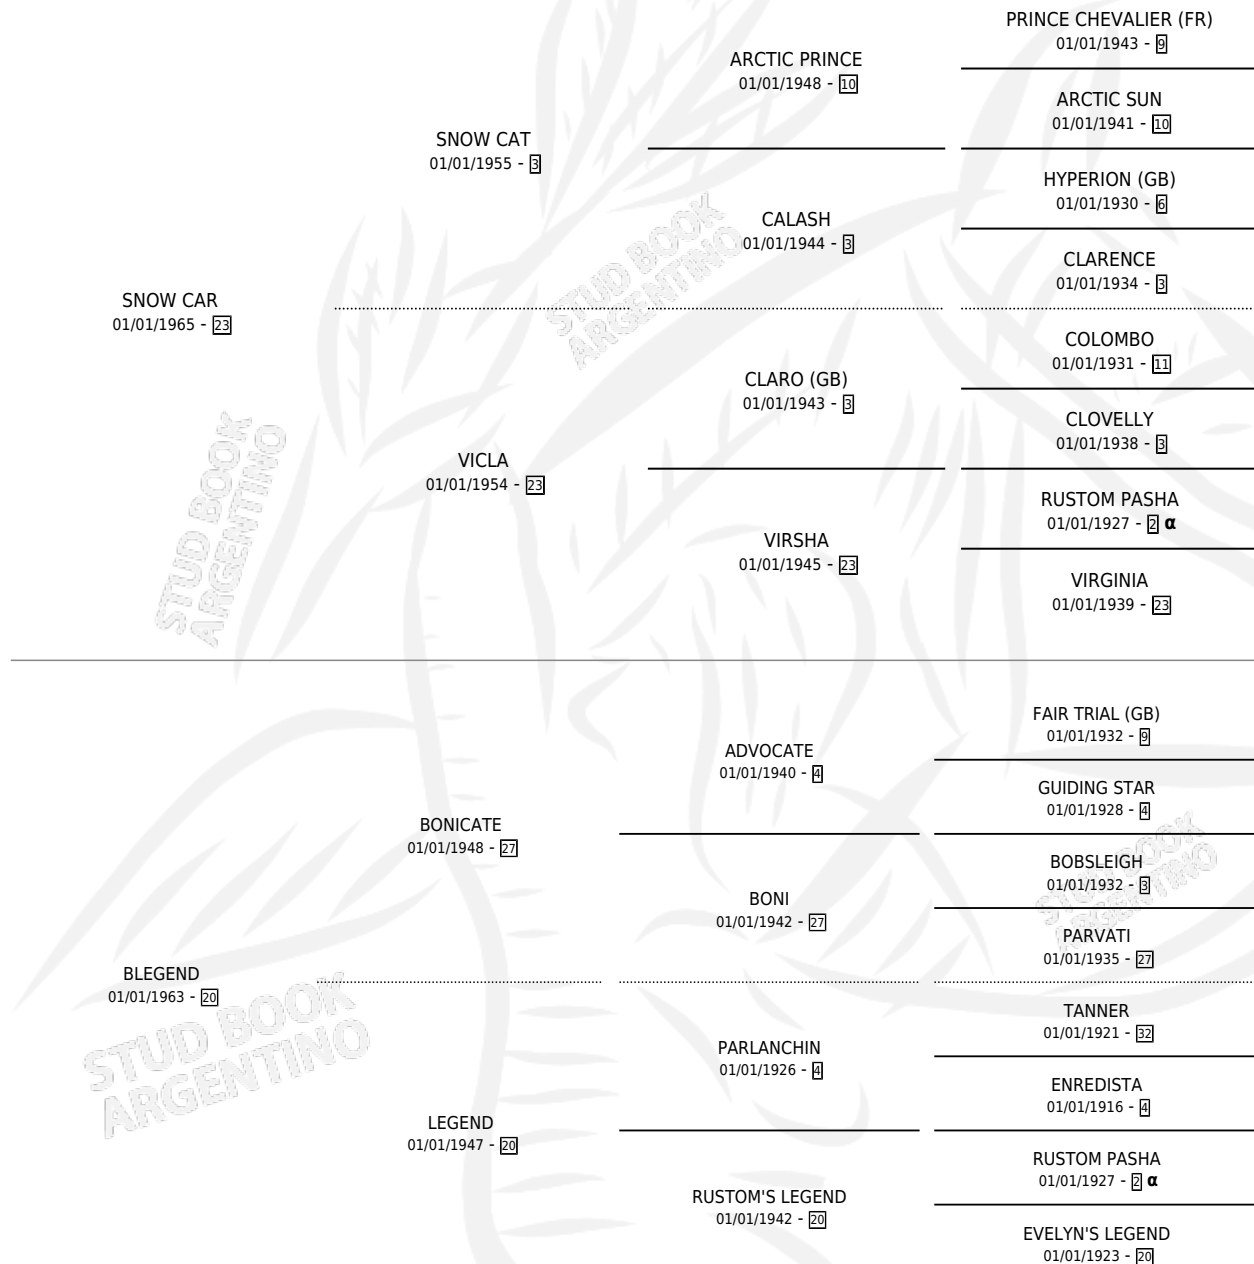 PRINCE CHEVALIER (FR)
01/01/1943 - 9
ARCTIC PRINCE
01/01/1948 - 10
ARCTIC SUN
01/01/1941 - 10
SNOW CAT
01/01/1955 - 3
HYPERION (GB)
01/01/1930 - 6
CALASH
01/01/1944 - 3
CLARENCE
01/01/1934 - 3
SNOW CAR
01/01/1965 - 23
COLOMBO
01/01/1931 - 11
CLARO (GB)
01/01/1943 - 3
CLOVELLY
01/01/1938 - 3
VICLA
01/01/1954 - 23
RUSTOM PASHA
01/01/1927 - 2 α
VIRSHA
01/01/1945 - 23
VIRGINIA
01/01/1939 - 23
FAIR TRIAL (GB)
01/01/1932 - 9
ADVOCATE
01/01/1940 - 4
GUIDING STAR
01/01/1928 - 4
BONICATE
01/01/1948 - 27
BOBSLEIGH
01/01/1932 - 3
BONI
01/01/1942 - 27
PARVATI
01/01/1935 - 27
BLEGEND
01/01/1963 - 20
TANNER
01/01/1921 - 32
PARLANCHIN
01/01/1926 - 4
ENREDISTA
01/01/1916 - 4
LEGEND
01/01/1947 - 20
RUSTOM PASHA
01/01/1927 - 2 α
RUSTOM'S LEGEND
01/01/1942 - 20
EVELYN'S LEGEND
01/01/1923 - 20
STUD BOOK
ARGENTINO
STUD BOOK
ARGENTINO
STUD BOOK
ARGENTINO
STUD BOOK
ARGENTINO